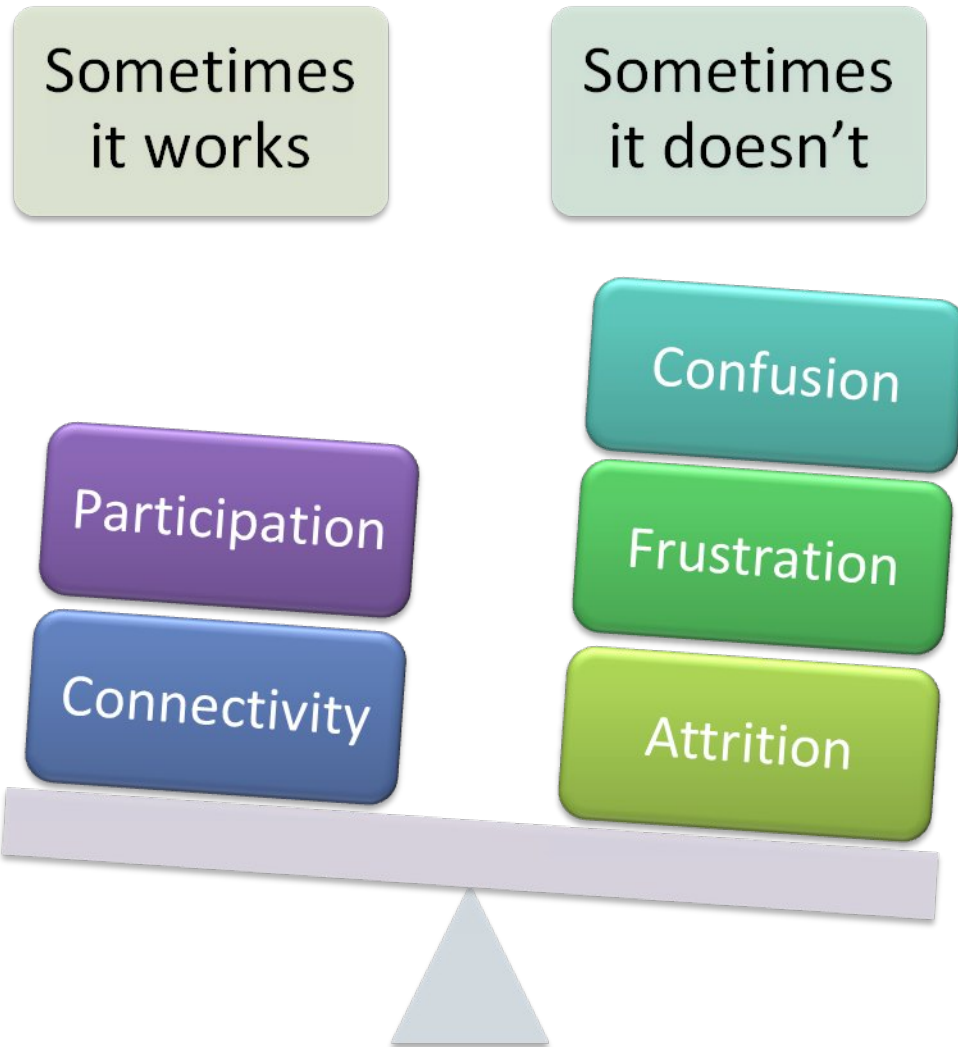 Sometimes
it works
Sometimes
it doesn’t
Participation
Connectivity
Confusion
Frustration
Attrition